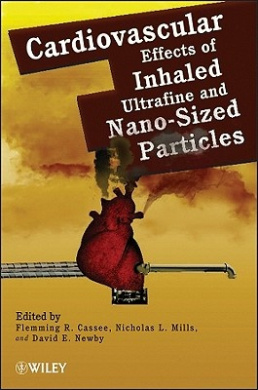 Cardiovascular
Effects of
Inhaled
Ultrafine and
Nano-Sized
Particles
Edited by
Flemming R. Cassee, Nicholas L. Mills,
and David E. Newby
WILEY